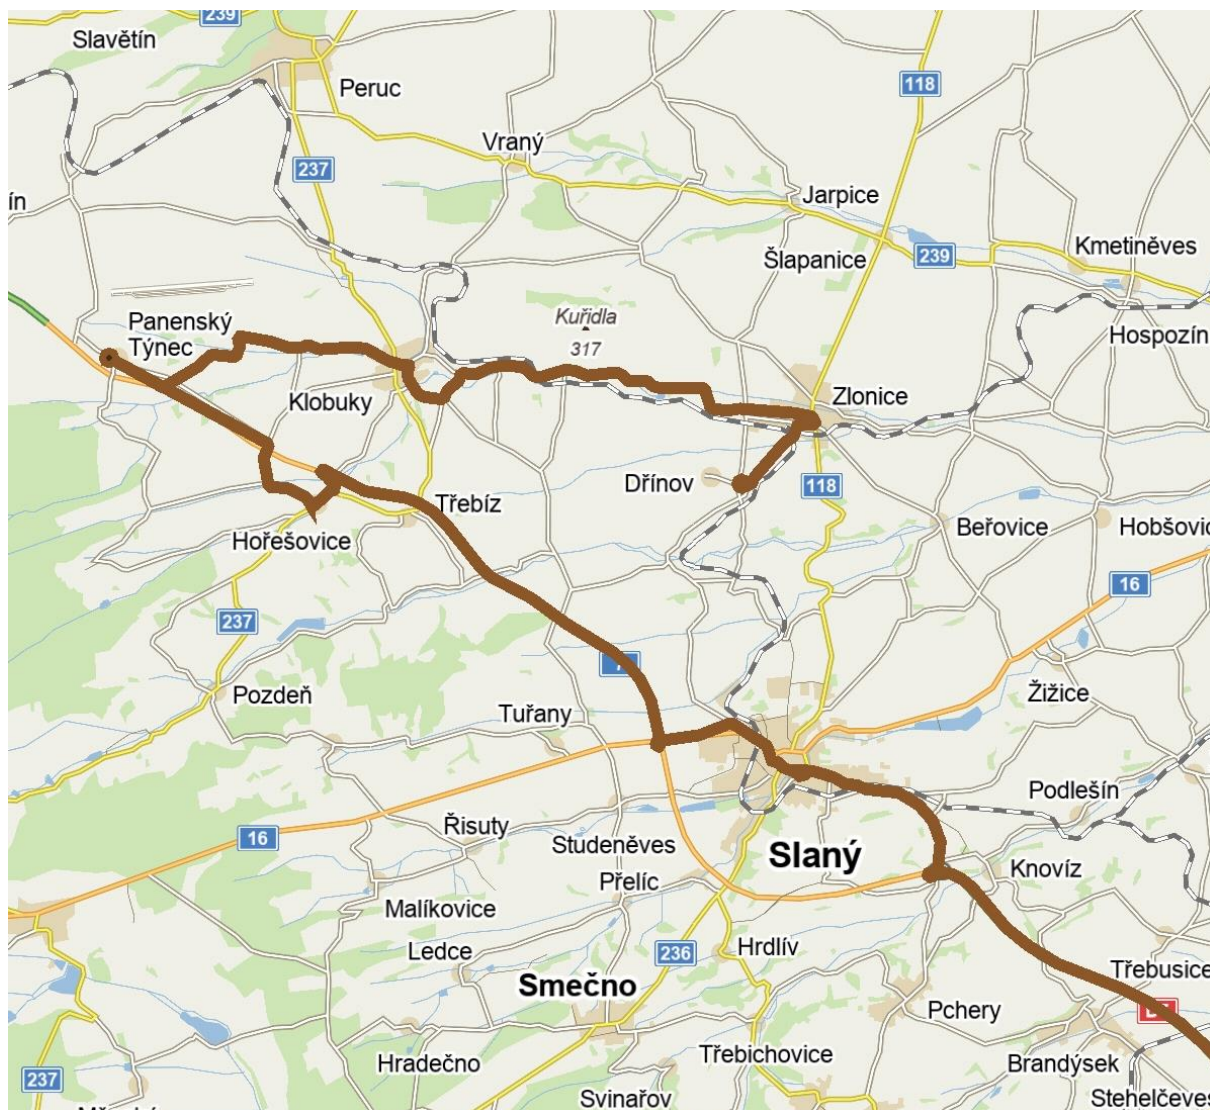 239
Slavětín
Peruc
118
Vraný
237
ín
Jarpice
Šlapanice
239
Kmetiněves
Kuřidla
317
Panenský
Týnec
Hospozín
Klobuky
Zlonice
Dřínov
118
Třebíz
Beřovice
Hořešovice
16
237
Pozdeň
Žižice
Tuřany
Podlešín
16
Řisuty
Studeněves
Slaný
Knovíz
Přelíc
Malíkovice
Ledce
236
Hrdlív
Třebusice
Smečno
Pchery
Hradečno
Třebichovice
Brandýsek
237
Svinařov